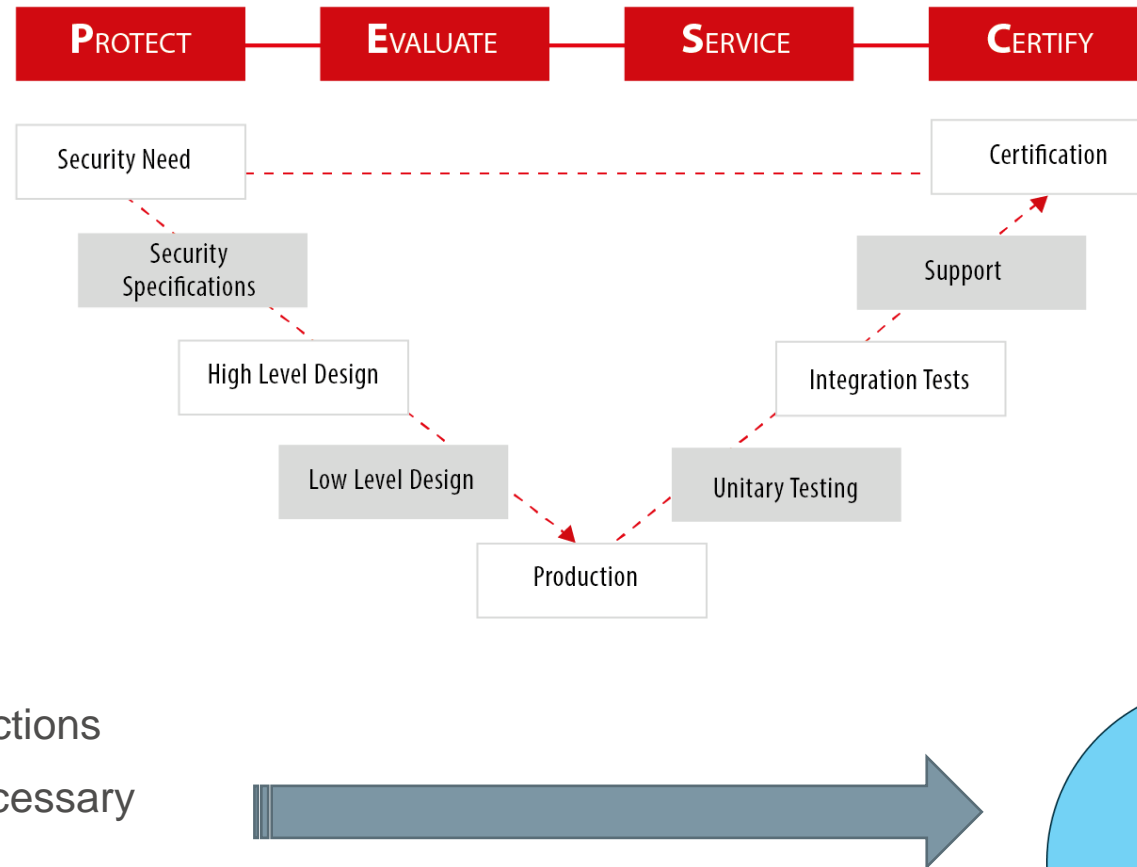 PROTECT
EVALUATE
SERVICE
CERTIFY
Security Need
Certification
Security
Specifications
Support
High Level Design
Integration Tests
Low Level Design
Unitary Testing
Production
ctions
cessary